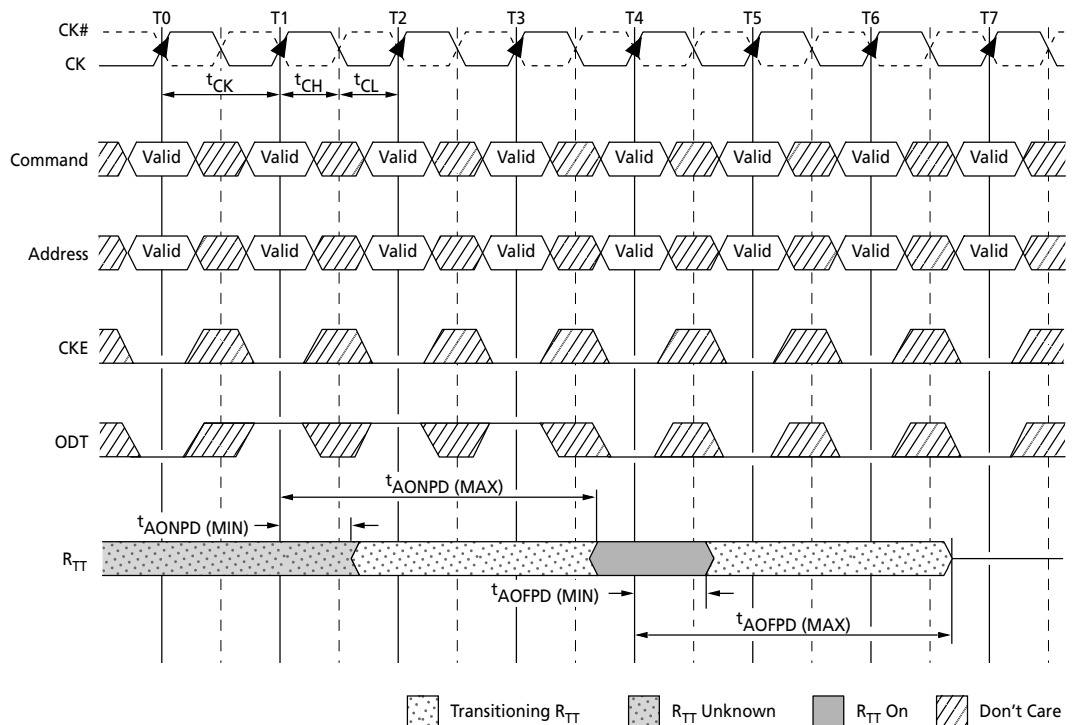 T0 T1 T2 T3 T4 T5 T6 T7
CK#
CK
tCK tCH tCL
Command Valid Valid Valid Valid Valid Valid Valid Valid
Address Valid Valid Valid Valid Valid Valid Valid Valid
CKE
ODT
tAONPD (MAX)
tAONPD (MIN)
RTT
tAOFPD (MIN)
tAOFPD (MAX)
Transitioning RTT RTT Unknown RTT On Don't Care